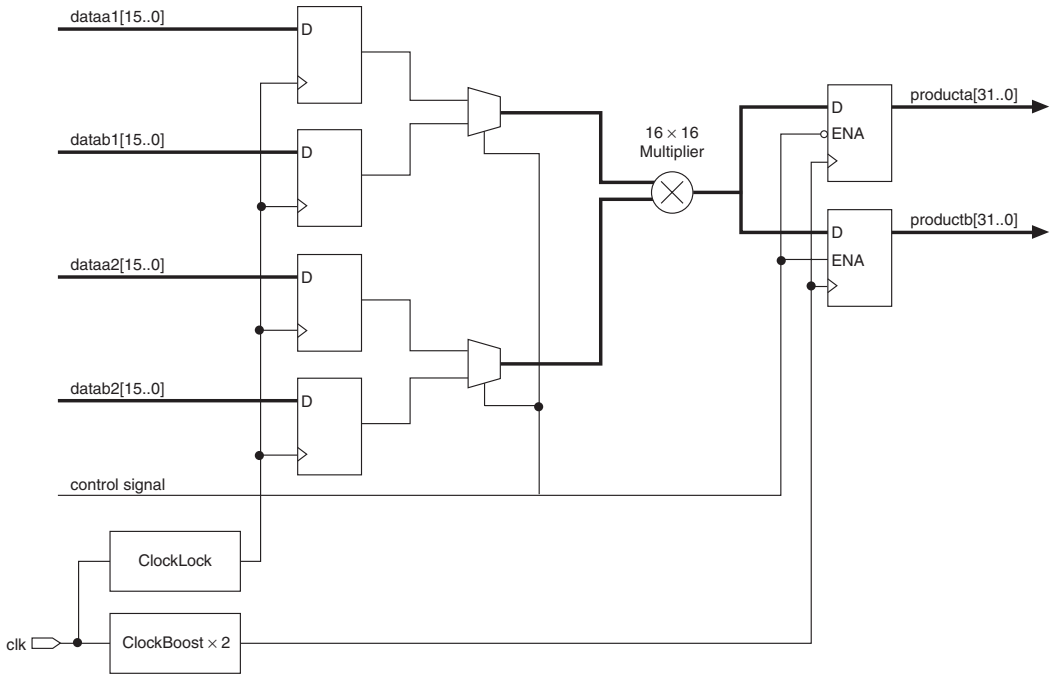 dataa1[15..0]
D
datab1[15..0]
D
16 × 16
Multiplier
D
ENA
producta[31..0]
dataa2[15..0]
D
D
ENA
productb[31..0]
datab2[15..0]
D
control signal
ClockLock
clk
ClockBoost × 2